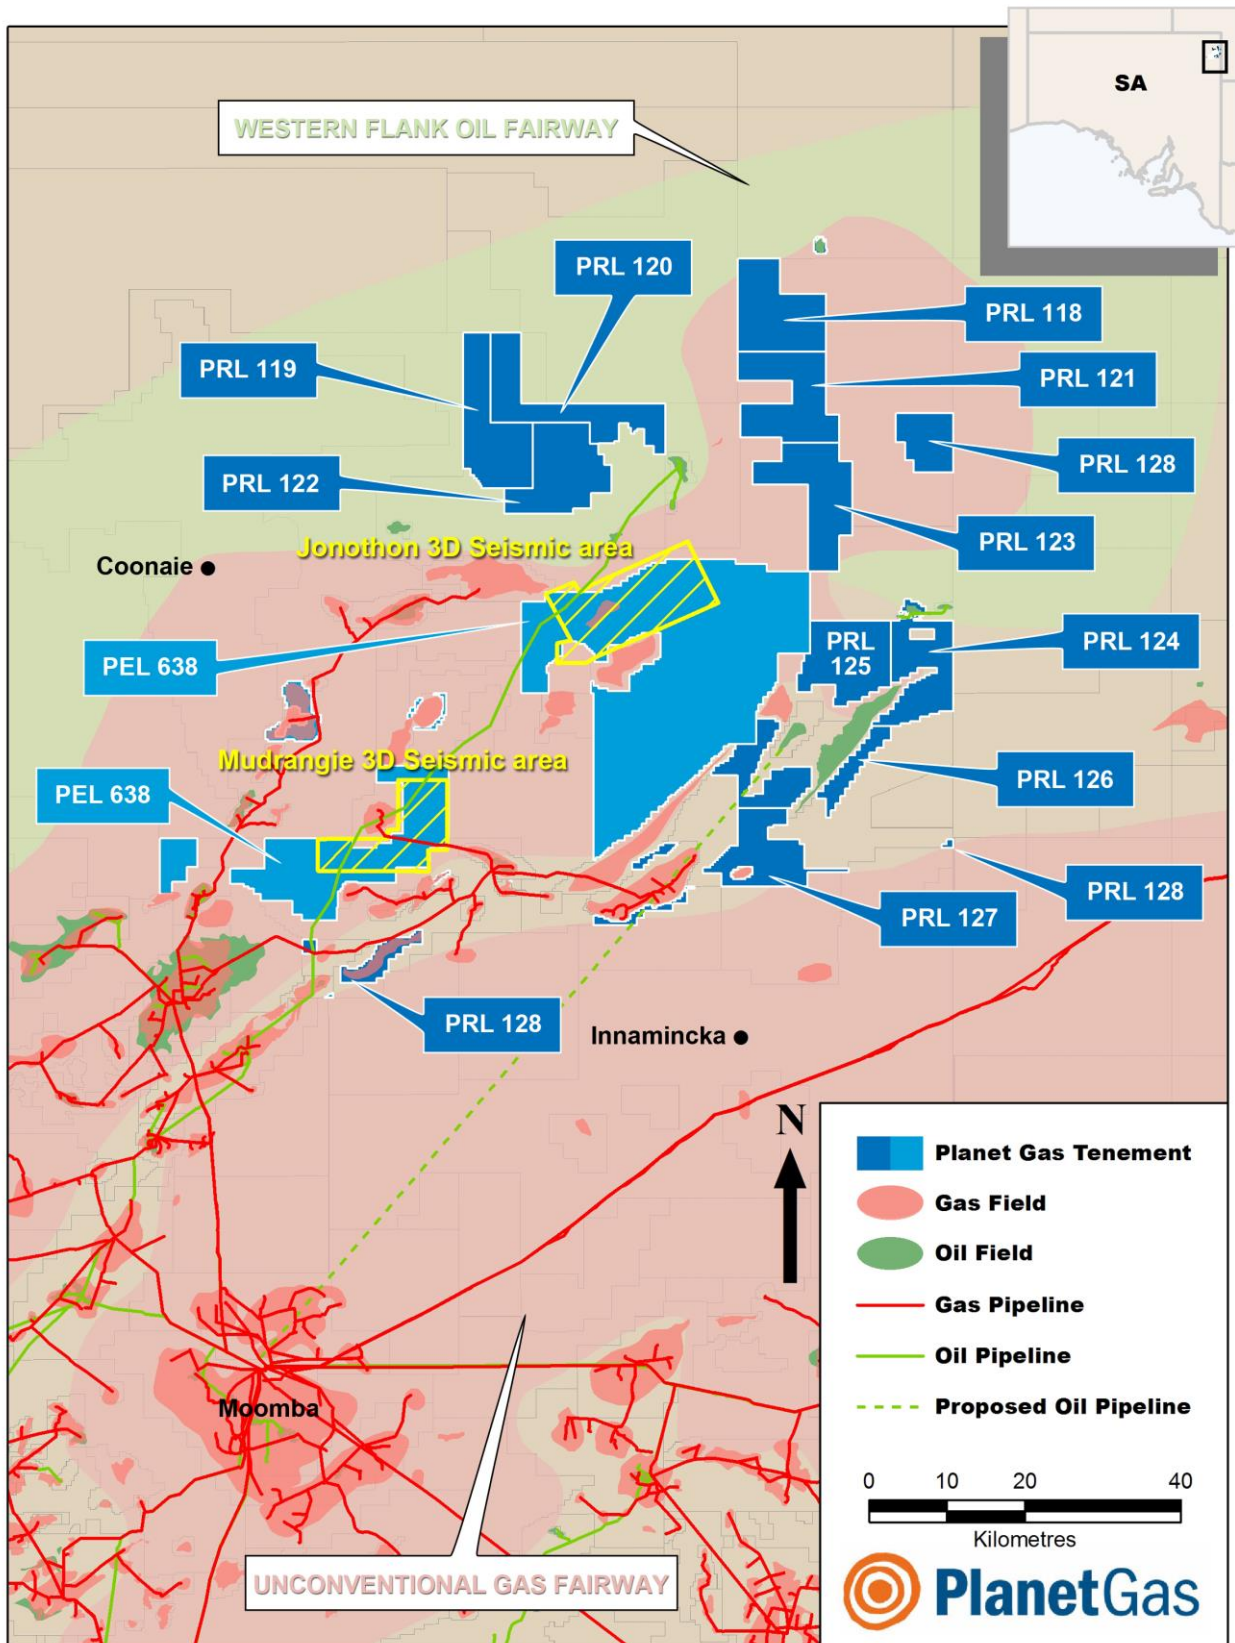 SA
WESTERN FLANK OIL FAIRWAY
PRL 120
PRL 118
PRL 119
PRL 121
PRL 128
PRL 122
PRL 123
Jonothon 3D Seismic area
Coonaie
PEL 638
PRL
125
PRL 124
Mudrangie 3D Seismic area
PEL 638
PRL 126
PRL 128
PRL 127
PRL 128
Innamincka
N
Planet Gas Tenement
Gas Field
Oil Field
Gas Pipeline
Oil Pipeline
Proposed Oil Pipeline
Moomba
0 10 20 40
Kilometres
UNCONVENTIONAL GAS FAIRWAY
PlanetGas